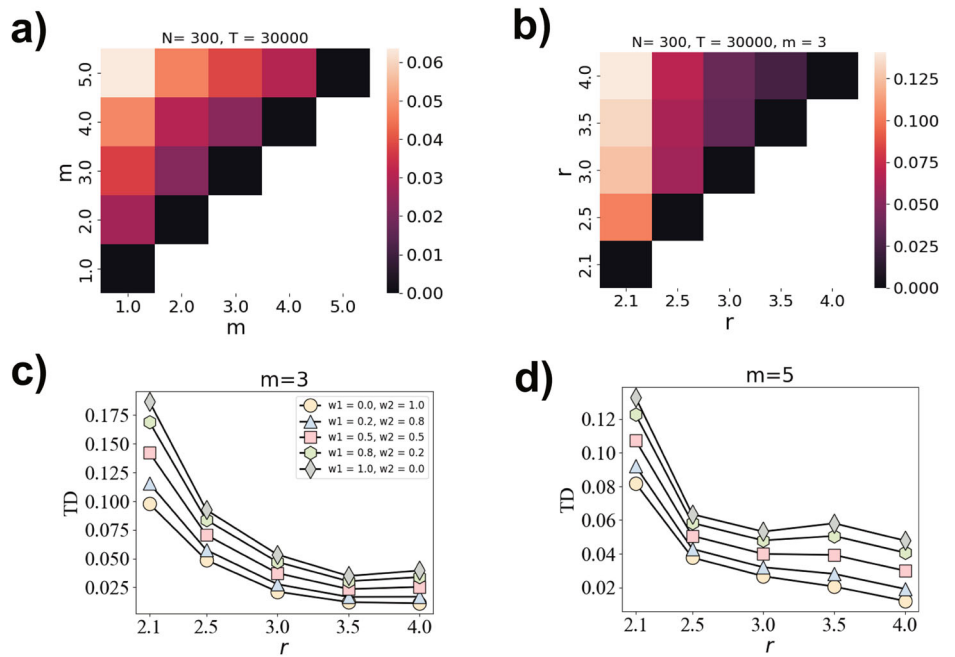 a)
N= 300, T = 30000
m
5.0
4.0
3.0
2.0
1.0
1.0 2.0 3.0 4.0 5.0
m
0.06
0.05
0.04
0.03
0.02
0.01
0.00
b)
N= 300, T = 30000, m = 3
r
4.0
3.5
3.0
2.5
2.1
2.1 2.5 3.0 3.5 4.0
r
0.125
0.100
0.075
0.050
0.025
0.000
c)
m=3
TD
0.175
0.150
0.125
0.100
0.075
0.050
0.025
w1 = 0.0, w2 = 1.0
w1 = 0.2, w2 = 0.8
w1 = 0.5, w2 = 0.5
w1 = 0.8, w2 = 0.2
w1 = 1.0, w2 = 0.0
2.1 2.5 3.0 3.5 4.0
r
d)
m=5
TD
0.12
0.10
0.08
0.06
0.04
0.02
2.1 2.5 3.0 3.5 4.0
r